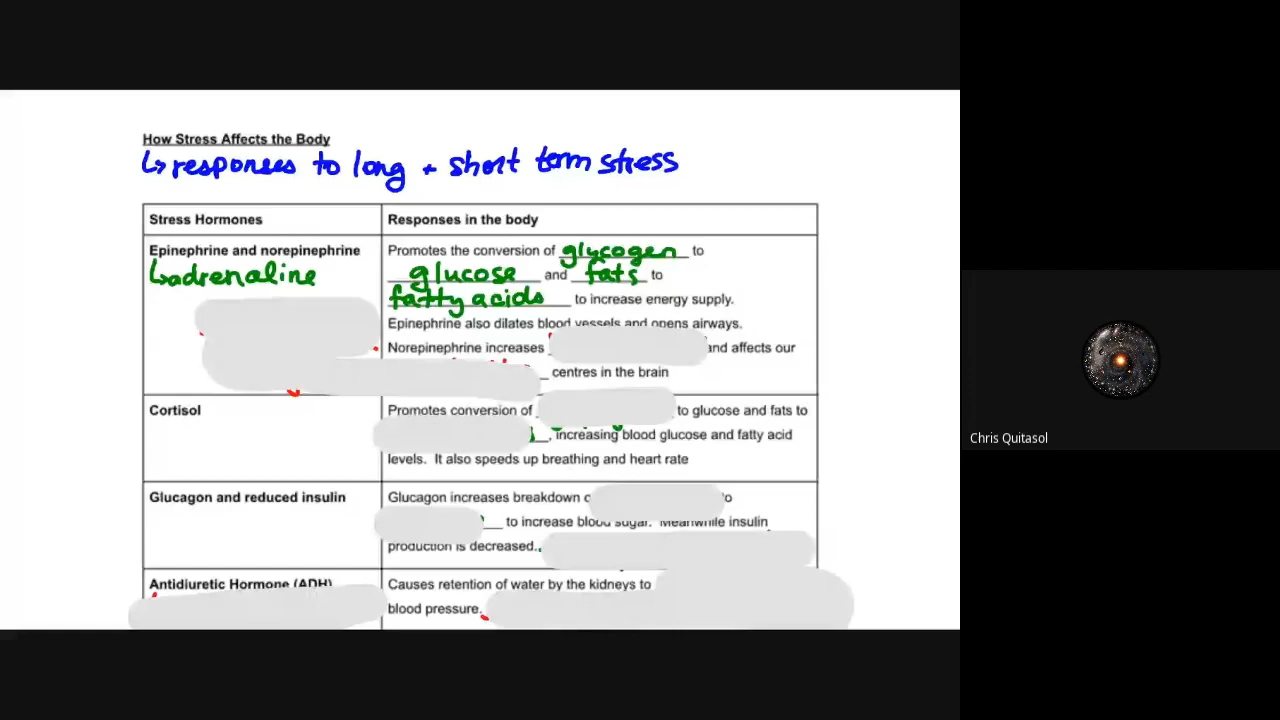 How Stress Affects the Body
↳responses to long + short term stress
Stress Hormones
Responses in the body
Epinephrine and norepinephrine
↳adrenaline
Promotes the conversion of glycogen to
glucose and fats to
fatty acids to increase energy supply.
Epinephrine also dilates blood vessels and opens airways.
Norepinephrine increases and affects our
centres in the brain
Cortisol
Promotes conversion of to glucose and fats to
, increasing blood glucose and fatty acid
levels. It also speeds up breathing and heart rate
Glucagon and reduced insulin
Glucagon increases breakdown
to increase blood sugar. Meanwhile insulin
production is decreased.
Antidiuretic Hormone (ADH)
Causes retention of water by the kidneys to
blood pressure.
Chris Quitasol